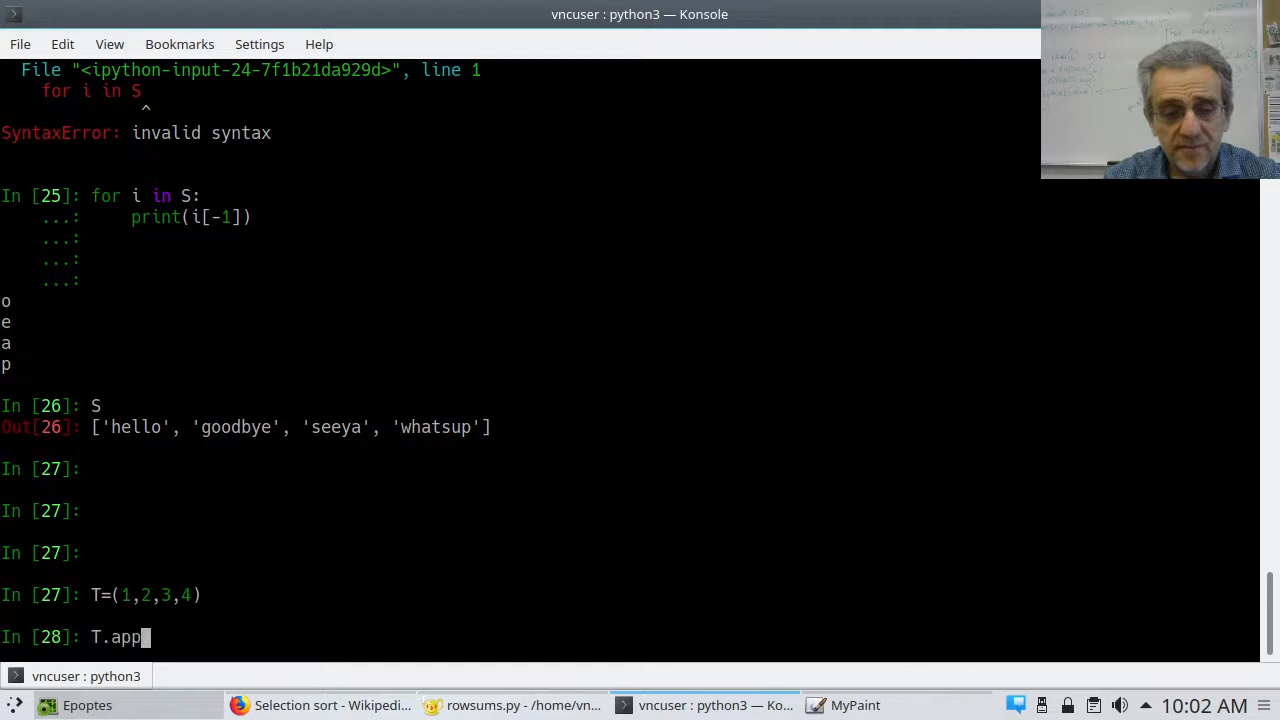 vncuser : python3 — Konsole
File Edit View Bookmarks Settings Help
File "<ipython-input-24-7f1b21da929d>", line 1
for i in S
^
SyntaxError: invalid syntax
In [25]: for i in S:
...: print(i[-1])
...:
...:
...:
o
e
a
p
In [26]: S
Out[26]: ['hello', 'goodbye', 'seeya', 'whatsup']
In [27]:
In [27]:
In [27]:
In [27]: T=(1,2,3,4)
In [28]: T.app
vncuser : python3
Epoptes Selection sort - Wikipedi... rowsums.py - /home/vn... vncuser : python3 — Ko... MyPaint 10:02 AM